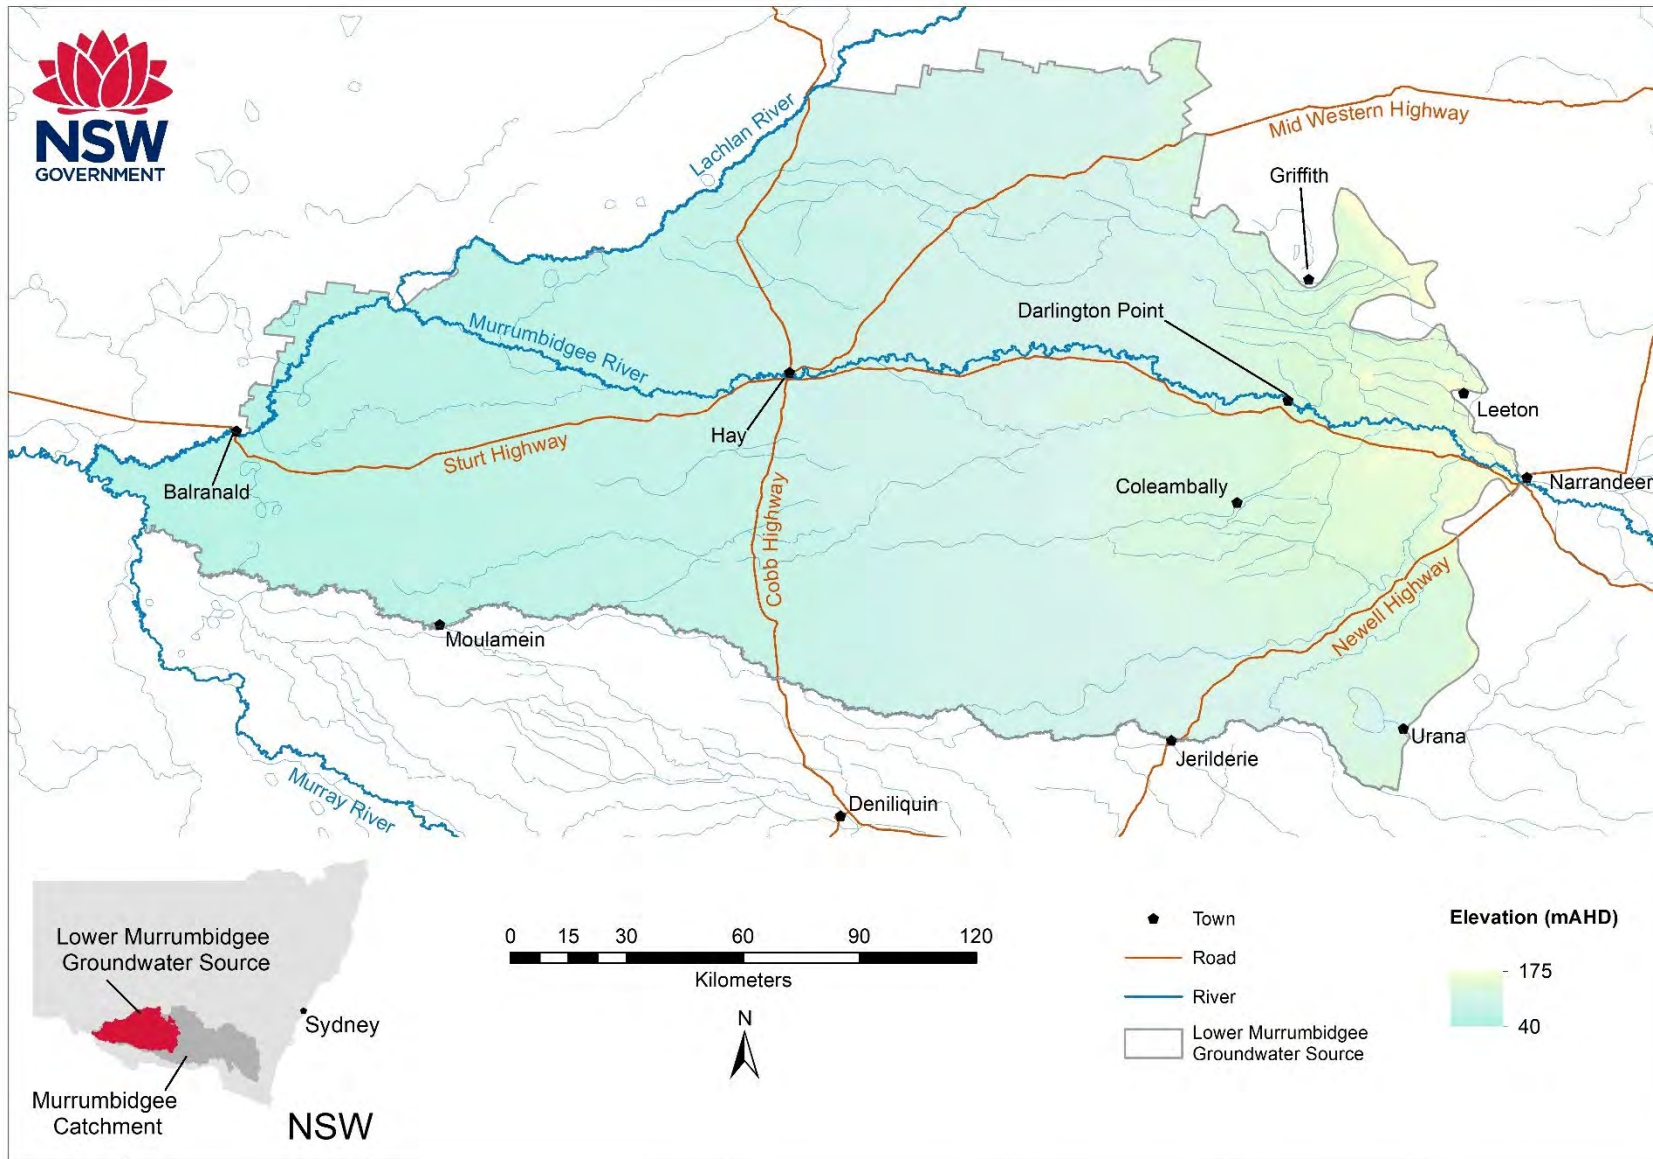 NSW
GOVERNMENT
Lachlan River
Mid Western Highway
Griffith
Darlington Point
Murrumbidgee River
Leeton
Hay
Sturt Highway
Balranald
Coleambally
Narrandeer
Cobb Highway
Newell Highway
Moulamein
Urana
Jerilderie
Murray River
Deniliquin
Lower Murrumbidgee
Groundwater Source
Sydney
Murrumbidgee
Catchment
NSW
0 15 30 60 90 120
Kilometers
N
Town
Road
River
Lower Murrumbidgee
Groundwater Source
Elevation (mAHD)
175
40